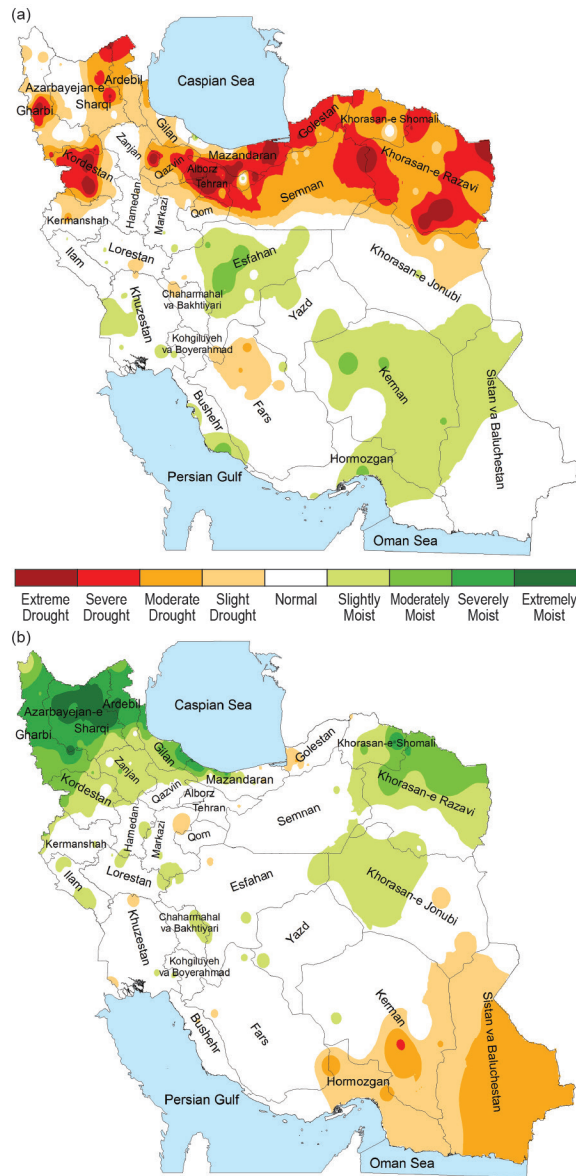 (a)
Caspian Sea
Ardebil
Azarbayejan-e
Sharqi
Gharbi
Gilan
Golestan
Khorasan-e Shomali
Zanjan
Mazandaran
Kordestan
Qazvin
Alborz
Tehran
Khorasan-e Razavi
Semnan
Hamedan
Markazi
Qom
Kermanshah
Lorestan
Ilam
Esfahan
Khorasan-e Jonubi
Khuzestan
Chaharmahal
va Bakhtiyari
Yazd
Kohgiluyeh
va Boyerahmad
Kerman
Fars
Bushehr
Sistan va Baluchestan
Hormozgan
Persian Gulf
Oman Sea
Extreme Drought
Severe Drought
Moderate Drought
Slight Drought
Normal
Slightly Moist
Moderately Moist
Severely Moist
Extremely Moist
(b)
Caspian Sea
Azarbayejan-e
Ardebil
Sharqi
Gharbi
Gilan
Golestan
Khorasan-e Shomali
Zanjan
Mazandaran
Kordestan
Qazvin
Alborz
Tehran
Khorasan-e Razavi
Semnan
Hamedan
Markazi
Qom
Kermanshah
Lorestan
Ilam
Esfahan
Khorasan-e Jonubi
Khuzestan
Chaharmahal
va Bakhtiyari
Yazd
Kohgiluyeh
va Boyerahmad
Kerman
Fars
Bushehr
Sistan va Baluchestan
Hormozgan
Persian Gulf
Oman Sea